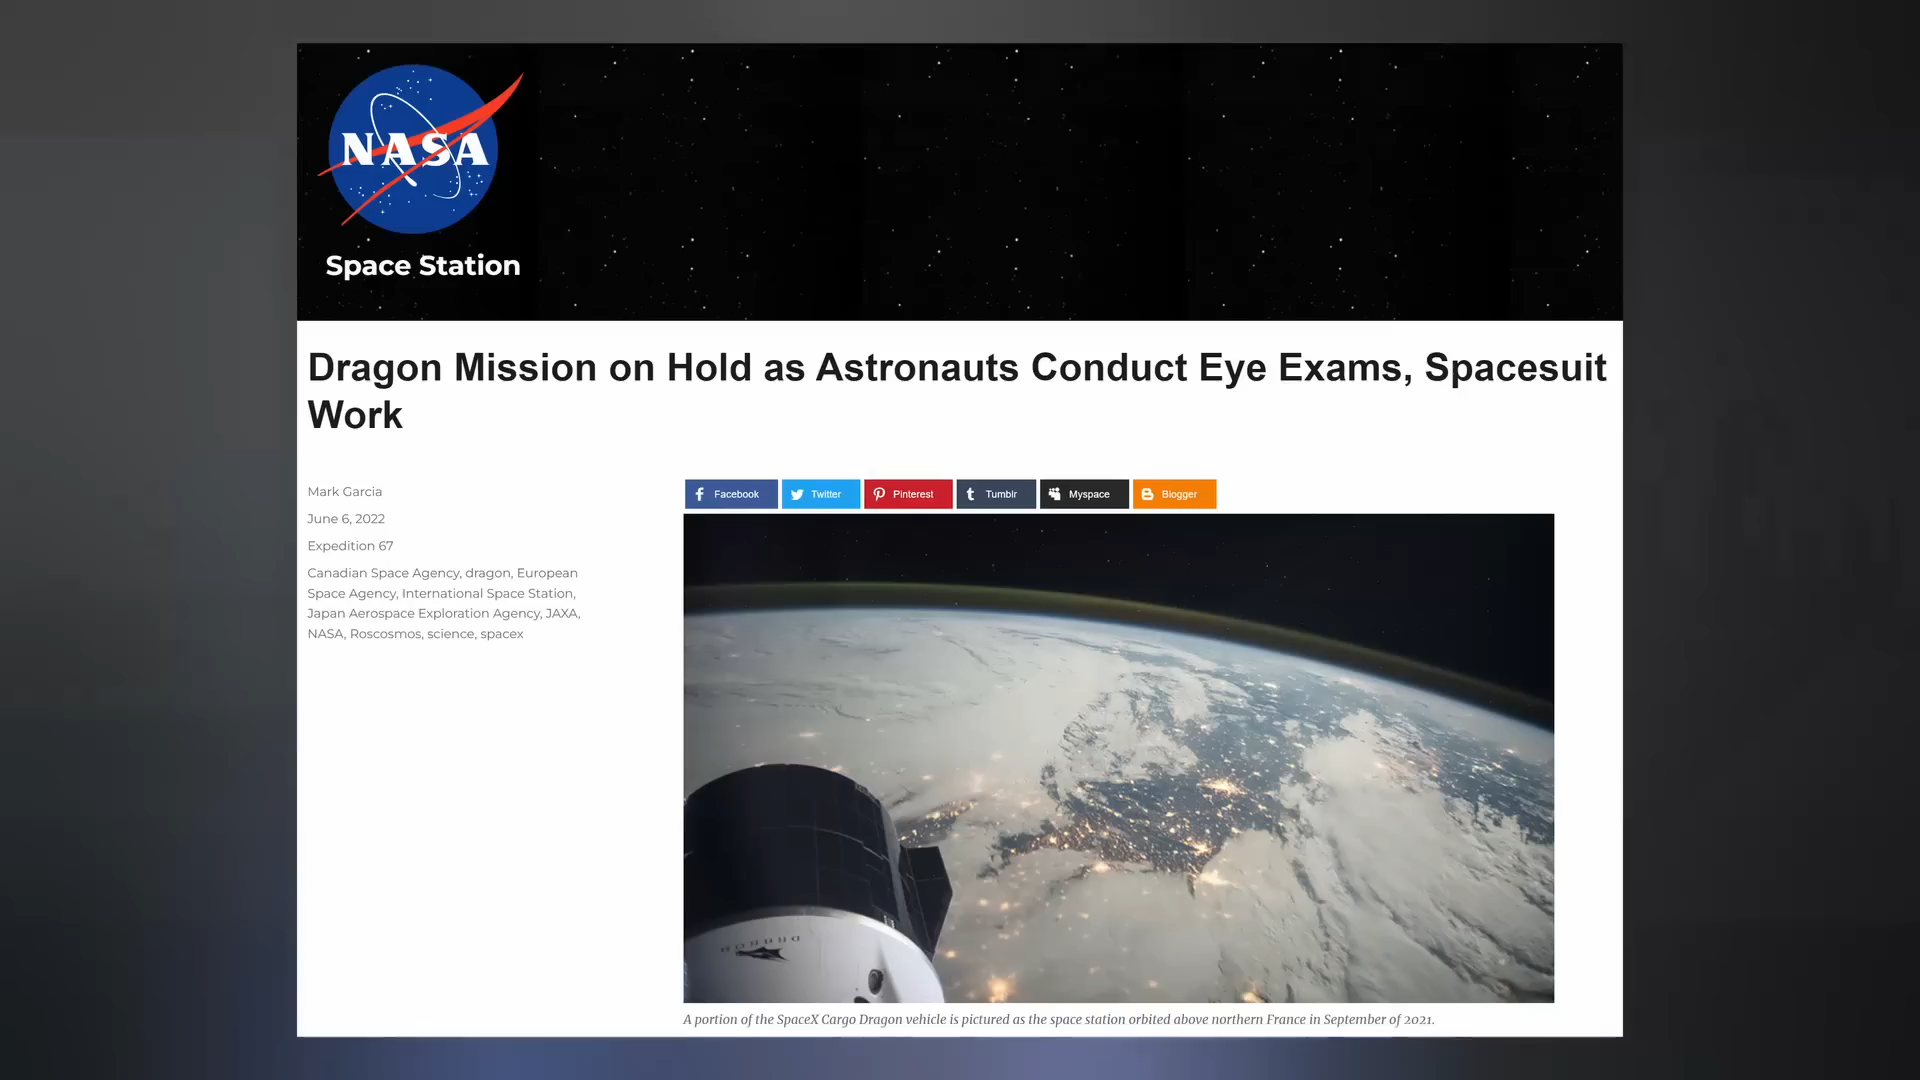 NASA
Space Station
Dragon Mission on Hold as Astronauts Conduct Eye Exams, Spacesuit
Work
Mark Garcia
June 6, 2022
Expedition 67
Canadian Space Agency, dragon, European
Space Agency, International Space Station,
Japan Aerospace Exploration Agency, JAXA,
NASA, Roscosmos, science, spacex
Facebook
Twitter
Pinterest
Tumblr
Myspace
Blogger
A portion of the SpaceX Cargo Dragon vehicle is pictured as the space station orbited above northern France in September of 2021.